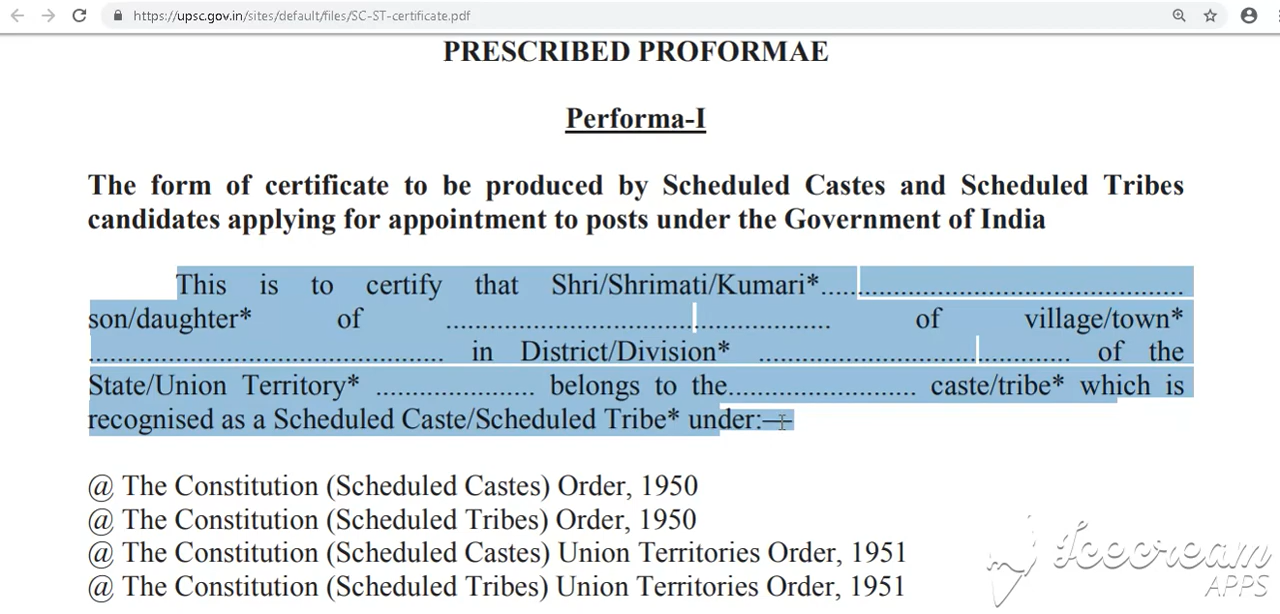 https://upsc.gov.in/sites/default/files/SC-ST-certificate.pdf
PRESCRIBED PROFORMAE
Performa-I
The form of certificate to be produced by Scheduled Castes and Scheduled Tribes
candidates applying for appointment to posts under the Government of India
This is to certify that Shri/Shrimati/Kumari*..................................................
son/daughter* of .................................................... of village/town*
................................................ in District/Division* .......................................... of the
State/Union Territory* ...................... belongs to the.......................... caste/tribe* which is
recognised as a Scheduled Caste/Scheduled Tribe* under:—
@ The Constitution (Scheduled Castes) Order, 1950
@ The Constitution (Scheduled Tribes) Order, 1950
@ The Constitution (Scheduled Castes) Union Territories Order, 1951
@ The Constitution (Scheduled Tribes) Union Territories Order, 1951
Icecream
APPS